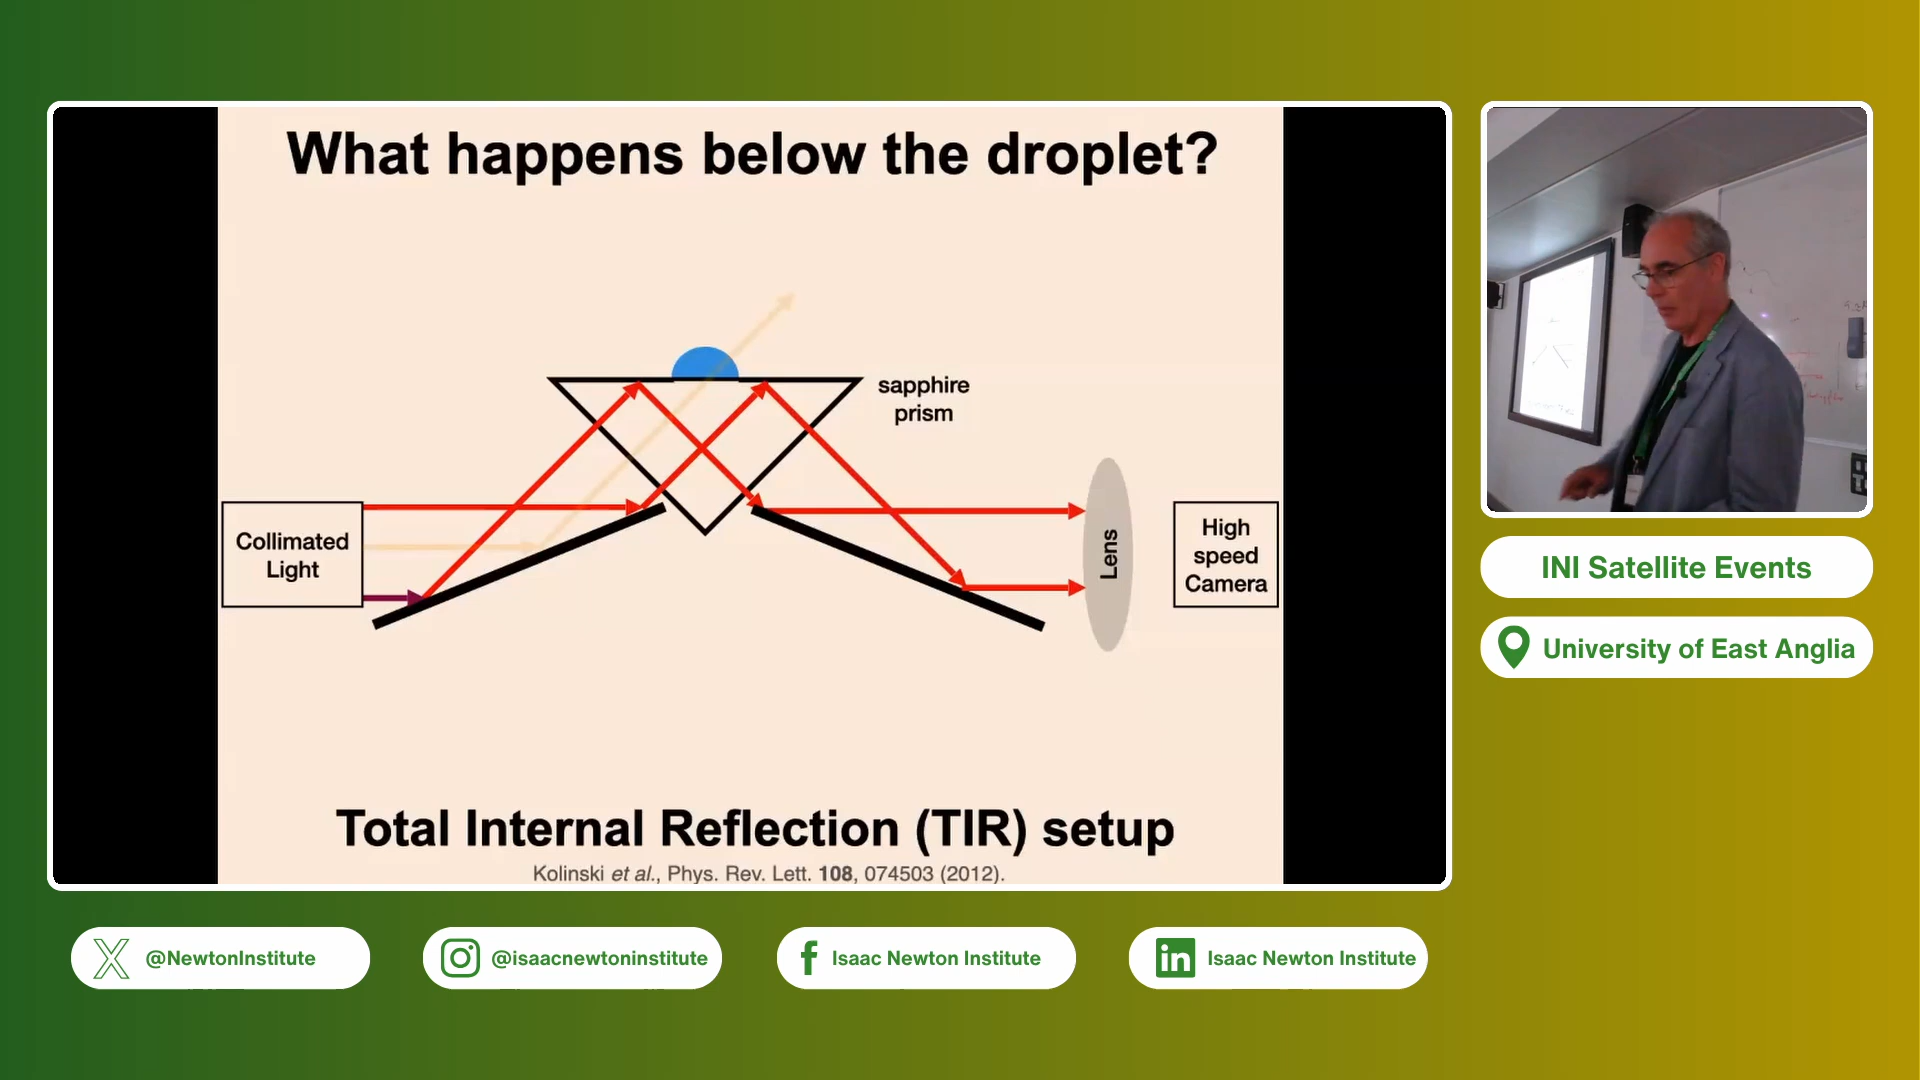 What happens below the droplet?
sapphire
prism
Collimated
Light
Lens
High
speed
Camera
Total Internal Reflection (TIR) setup
Kolinski et al., Phys. Rev. Lett. 108, 074503 (2012).
INI Satellite Events
University of East Anglia
@NewtonInstitute
@isaacnewtoninstitute
Isaac Newton Institute
Isaac Newton Institute